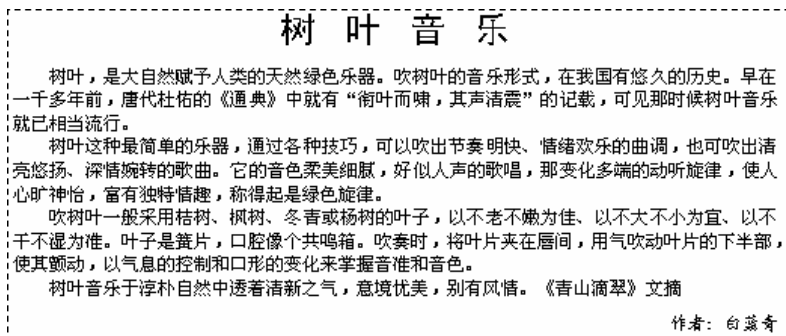 树 叶 音 乐
树叶，是大自然赋予人类的天然绿色乐器。吹树叶的音乐形式，在我国有悠久的历史。早在
一千多年前，唐代杜佑的《通典》中就有“衔叶而啸，其声清震”的记载，可见那时候树叶音乐
就已相当流行。
树叶这种最简单的乐器，通过各种技巧，可以吹出节奏明快、情绪欢乐的曲调，也可吹出清
亮悠扬、深情婉转的歌曲。它的音色柔美细腻，好似人声的歌唱，那变化多端的动听旋律，使人
心旷神怡，富有独特情趣，称得起是绿色旋律。
吹树叶一般采用桔树、枫树、冬青或杨树的叶子，以不老不嫩为佳、以不大不小为宜、以不
干不湿为准。叶子是簧片，口腔像个共鸣箱。吹奏时，将叶片夹在唇间，用气吹动叶片的下半部，
使其颤动，以气息的控制和口形的变化来掌握音准和音色。
树叶音乐于淳朴自然中透着清新之气，意境优美，别有风情。《青山滴翠》文摘
作者：白蓝奇